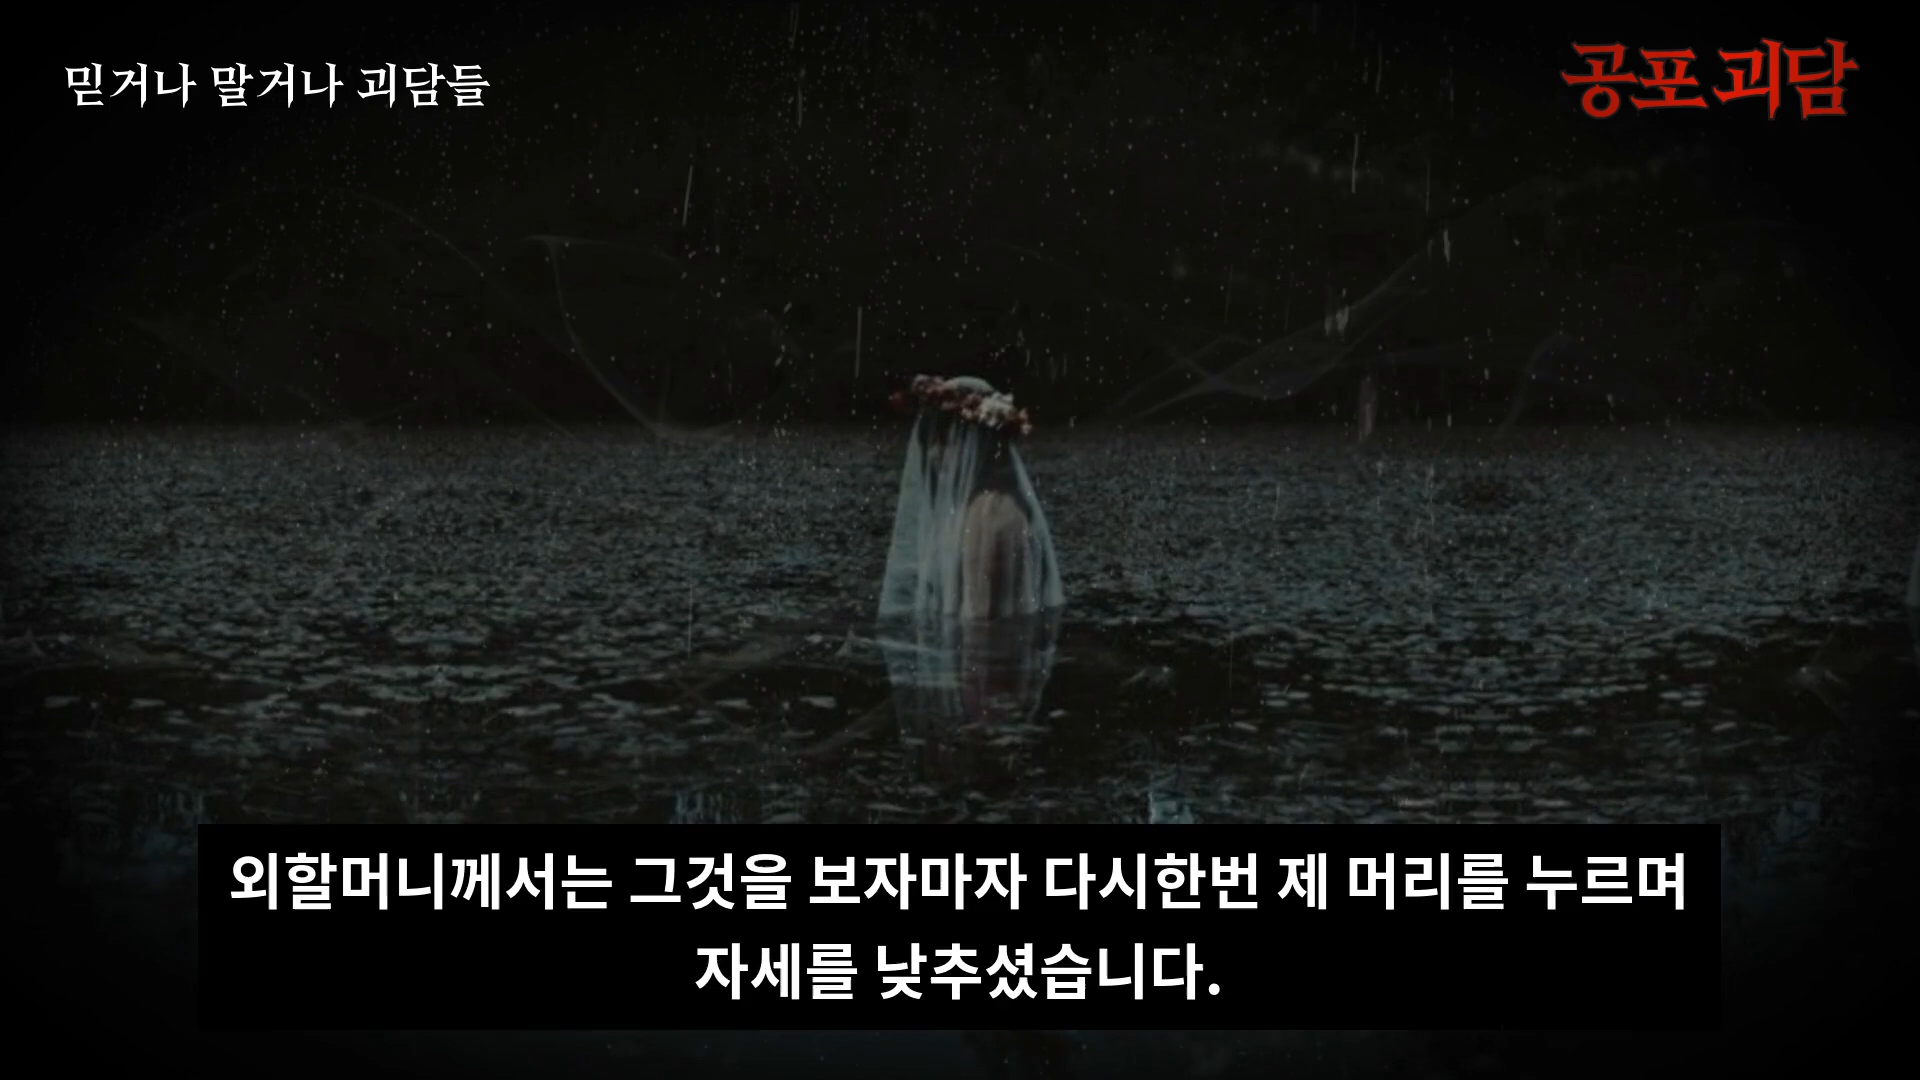 믿거나 말거나 괴담들
공포괴담
외할머니께서는 그것을 보자마자 다시한번 제 머리를 누르며
자세를 낮추셨습니다.